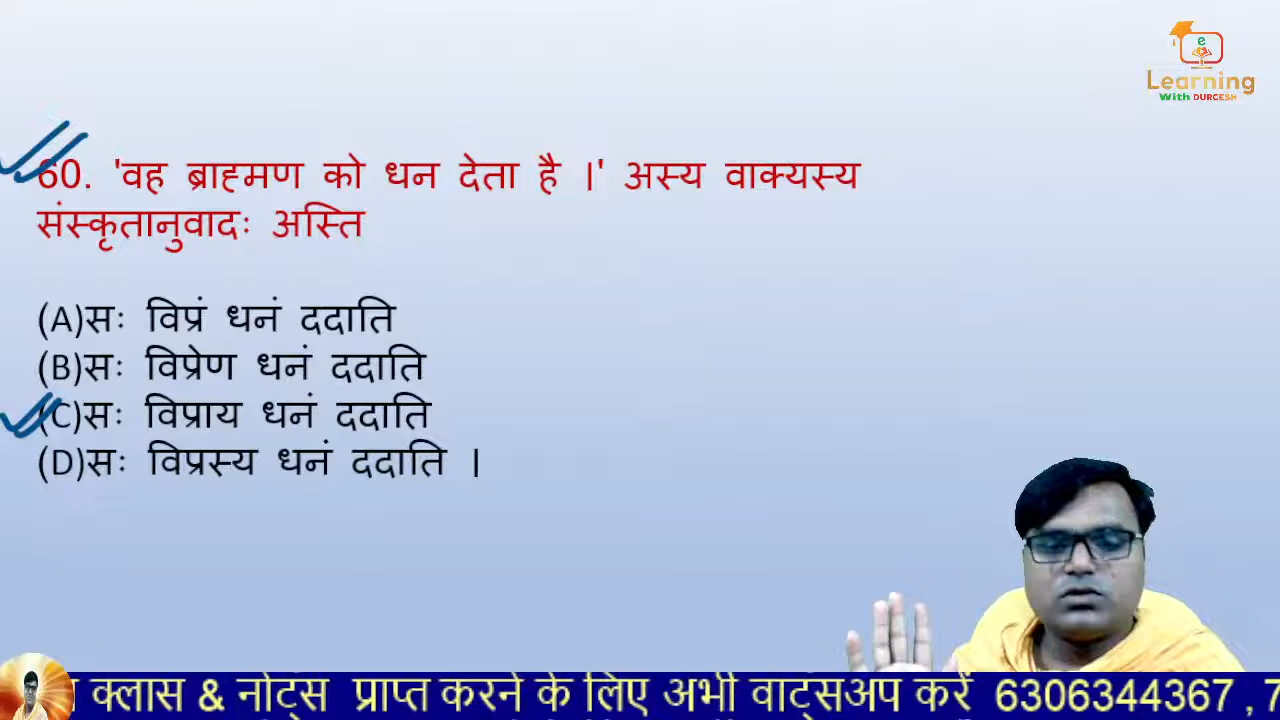 e
Learning
With DURGESH
60. 'वह ब्राह्मण को धन देता है ।' अस्य वाक्यस्य
संस्कृतानुवादः अस्ति
(A)सः विप्रं धनं ददाति
(B)सः विप्रेण धनं ददाति
(C)सः विप्राय धनं ददाति
(D)सः विप्रस्य धनं ददाति ।
क्लास & नोट्स प्राप्त करने के लिए अभी वाट्सअप करें 6306344367 ,7